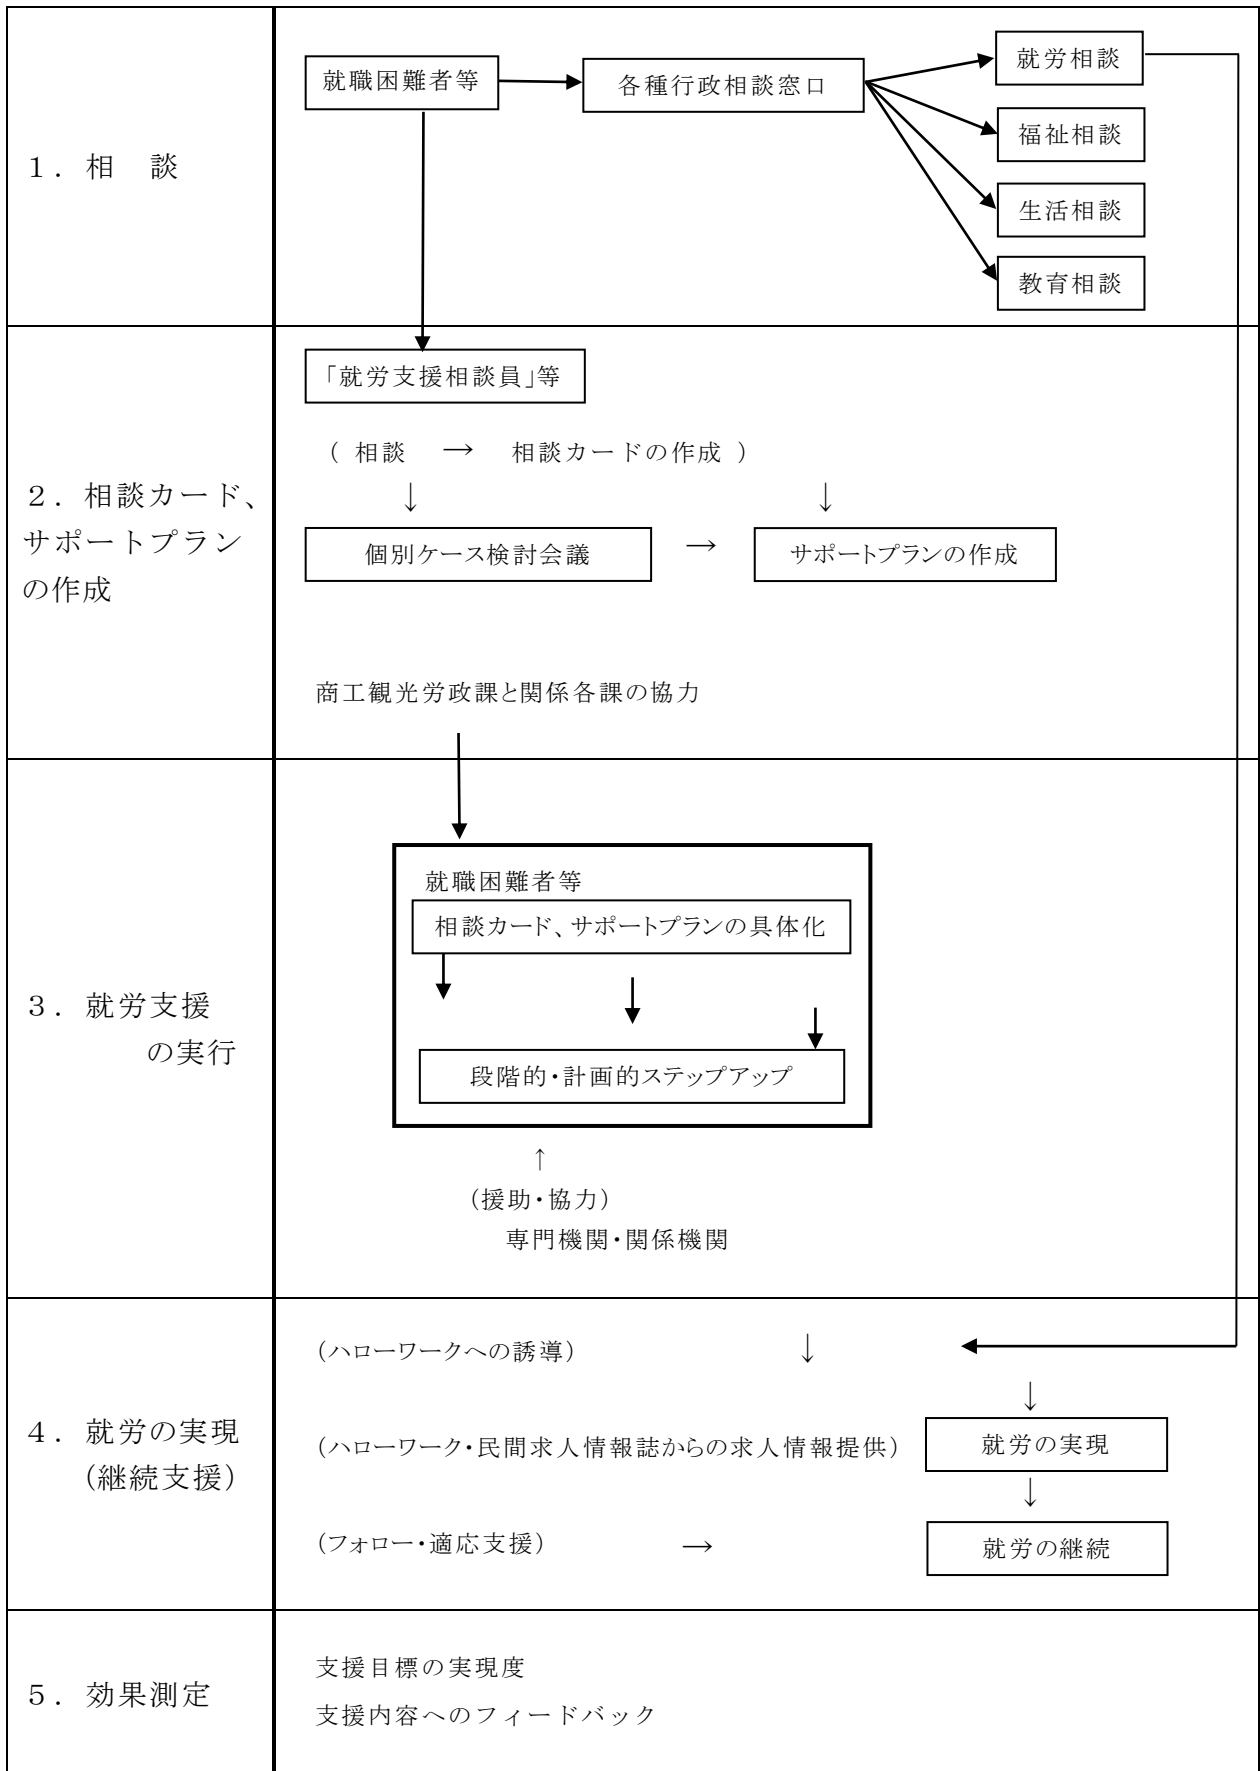 1．相　談
就職困難者等
各種行政相談窓口
就労相談
福祉相談
生活相談
教育相談
2．相談カード、
サポートプラン
の作成
「就労支援相談員」等
（ 相談　→　相談カードの作成 ）
↓　↓
個別ケース検討会議　→　サポートプランの作成
商工観光労政課と関係各課の協力
3．就労支援
の実行
就職困難者等
相談カード、サポートプランの具体化
段階的・計画的ステップアップ
↑
（援助・協力）
専門機関・関係機関
4．就労の実現
（継続支援）
（ハローワークへの誘導）　↓
↓
（ハローワーク・民間求人情報誌からの求人情報提供）
就労の実現
↓
（フォロー・適応支援）　→
就労の継続
5．効果測定
支援目標の実現度
支援内容へのフィードバック